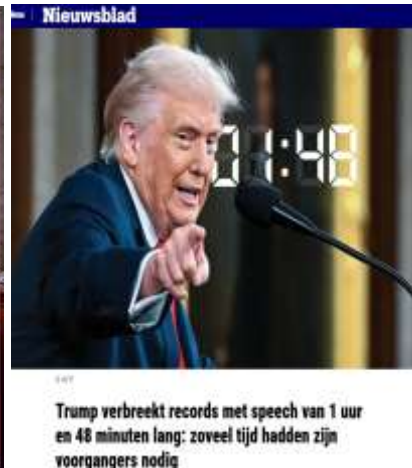 Nieuwsblad
01:48
Trump verbreekt records met speech van 1 uur
en 48 minuten lang: zoveel tijd hadden zijn
voorgangers nodig